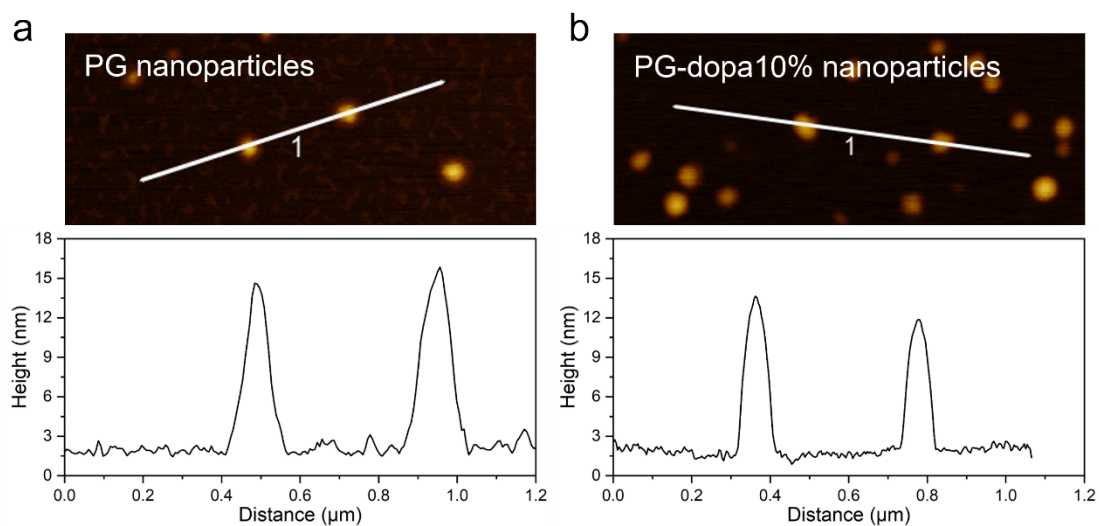 a
PG nanoparticles
1
18
15
12
9
6
3
0
Height (nm)
0.0 0.2 0.4 0.6 0.8 1.0 1.2
Distance (µm)
b
PG-dopa10% nanoparticles
1
18
15
12
9
6
3
0
Height (nm)
0.0 0.2 0.4 0.6 0.8 1.0 1.2
Distance (µm)